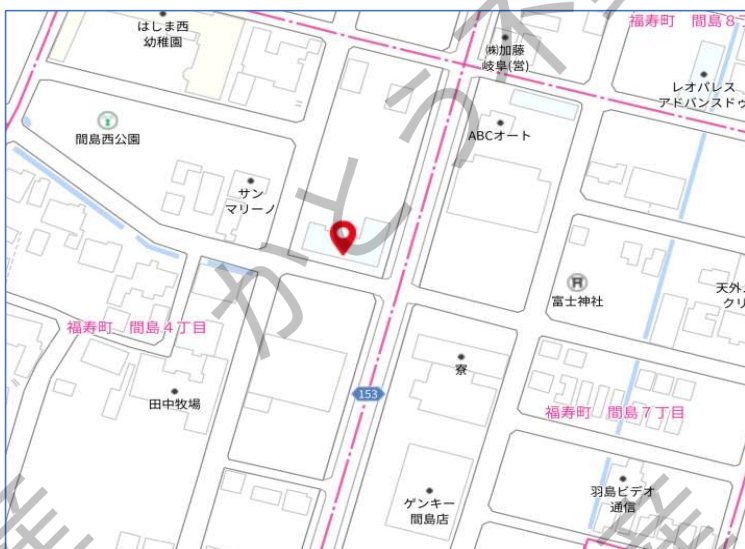 はしま西
幼稚園
福寿町　間島８丁
㈱加藤
岐阜(営)
レオパレス
アドバンスドゥ
間島西公園
ABCオート
サン
マリーノ
富士神社
天外
クリ
福寿町　間島４丁目
寮
153
田中牧場
福寿町　間島７丁目
ゲンキー
間島店
羽島ビデオ
通信
かとう不